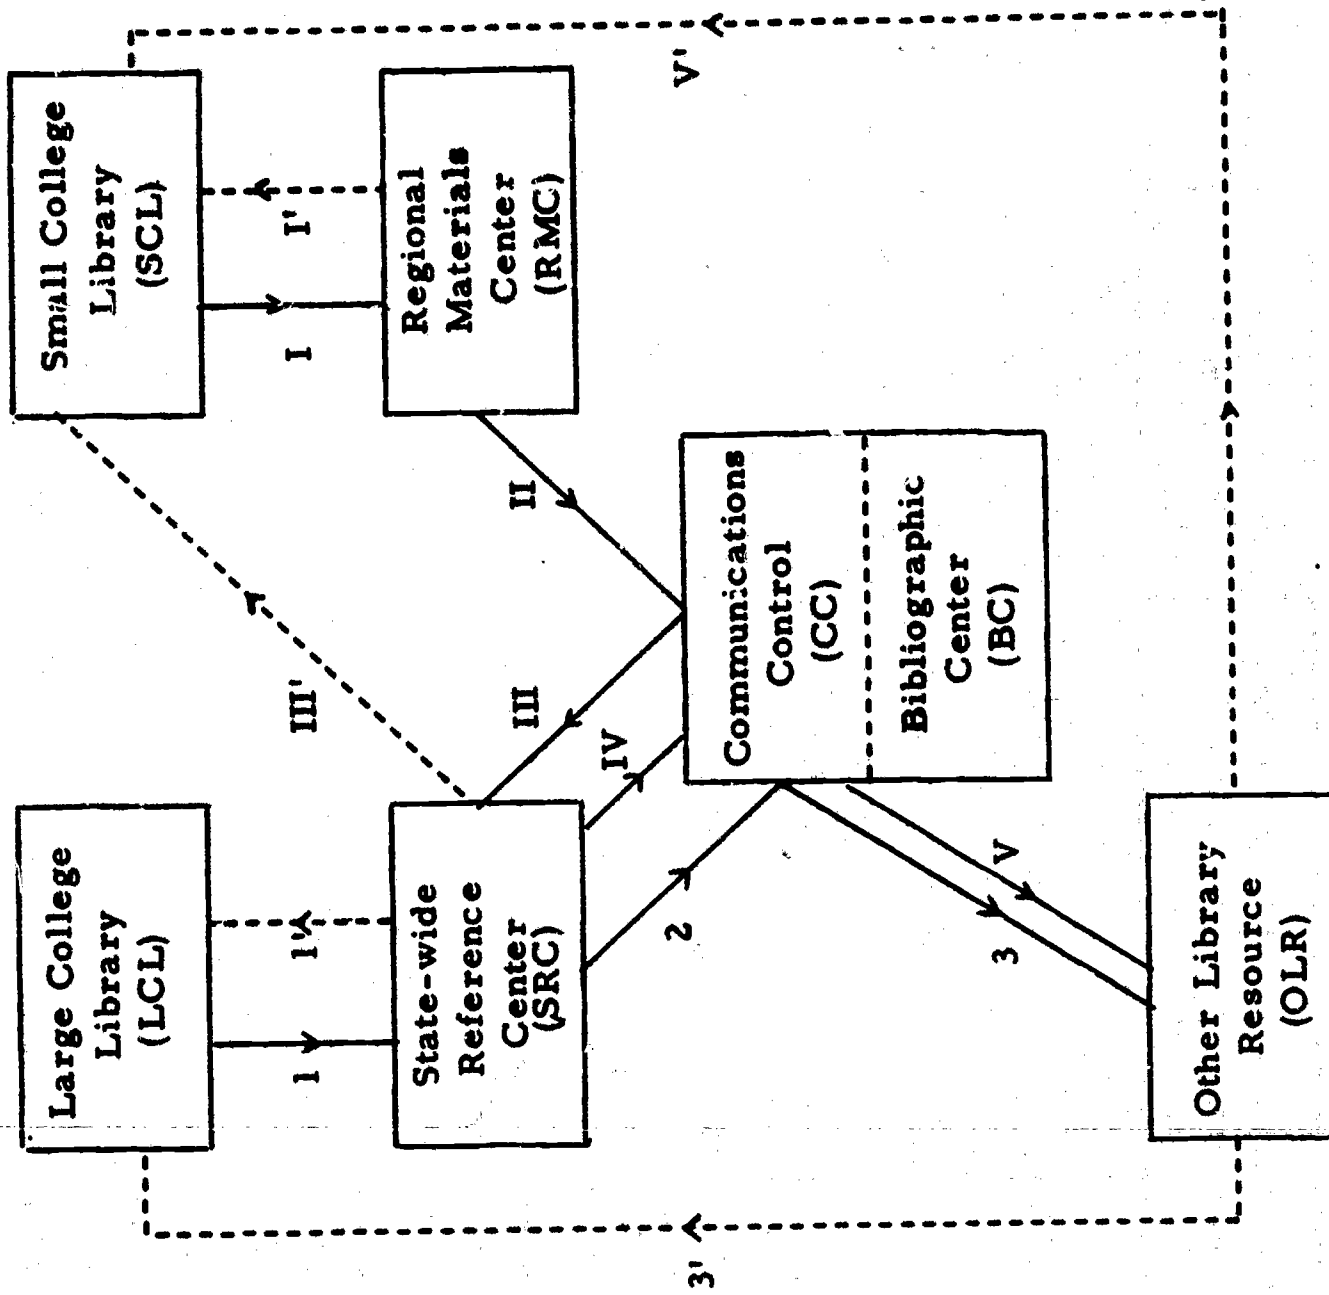 Large College
Library
(LCL)
Small College
Library
(SCL)
1
1'
III'
I
I'
State-wide
Reference
Center
(SRC)
Regional
Materials
Center
(RMC)
III
II
IV
2
3'
V'
Communications
Control
(CC)
Bibliographic
Center
(BC)
3
V
Other Library
Resource
(OLR)